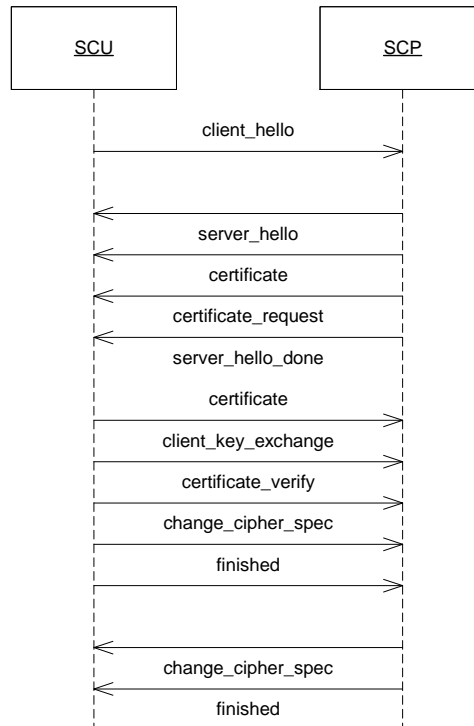 SCU
SCP
client_hello
server_hello
certificate
certificate_request
server_hello_done
certificate
client_key_exchange
certificate_verify
change_cipher_spec
finished
change_cipher_spec
finished